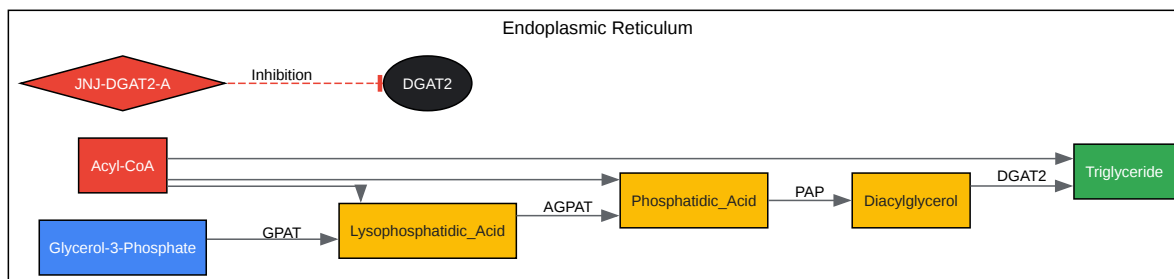 Endoplasmic Reticulum
JNJ-DGAT2-A
Inhibition
DGAT2
Acyl-CoA
Triglyceride
DGAT2
Phosphatidic_Acid
PAP
Diacylglycerol
AGPAT
Lysophosphatidic_Acid
GPAT
Glycerol-3-Phosphate